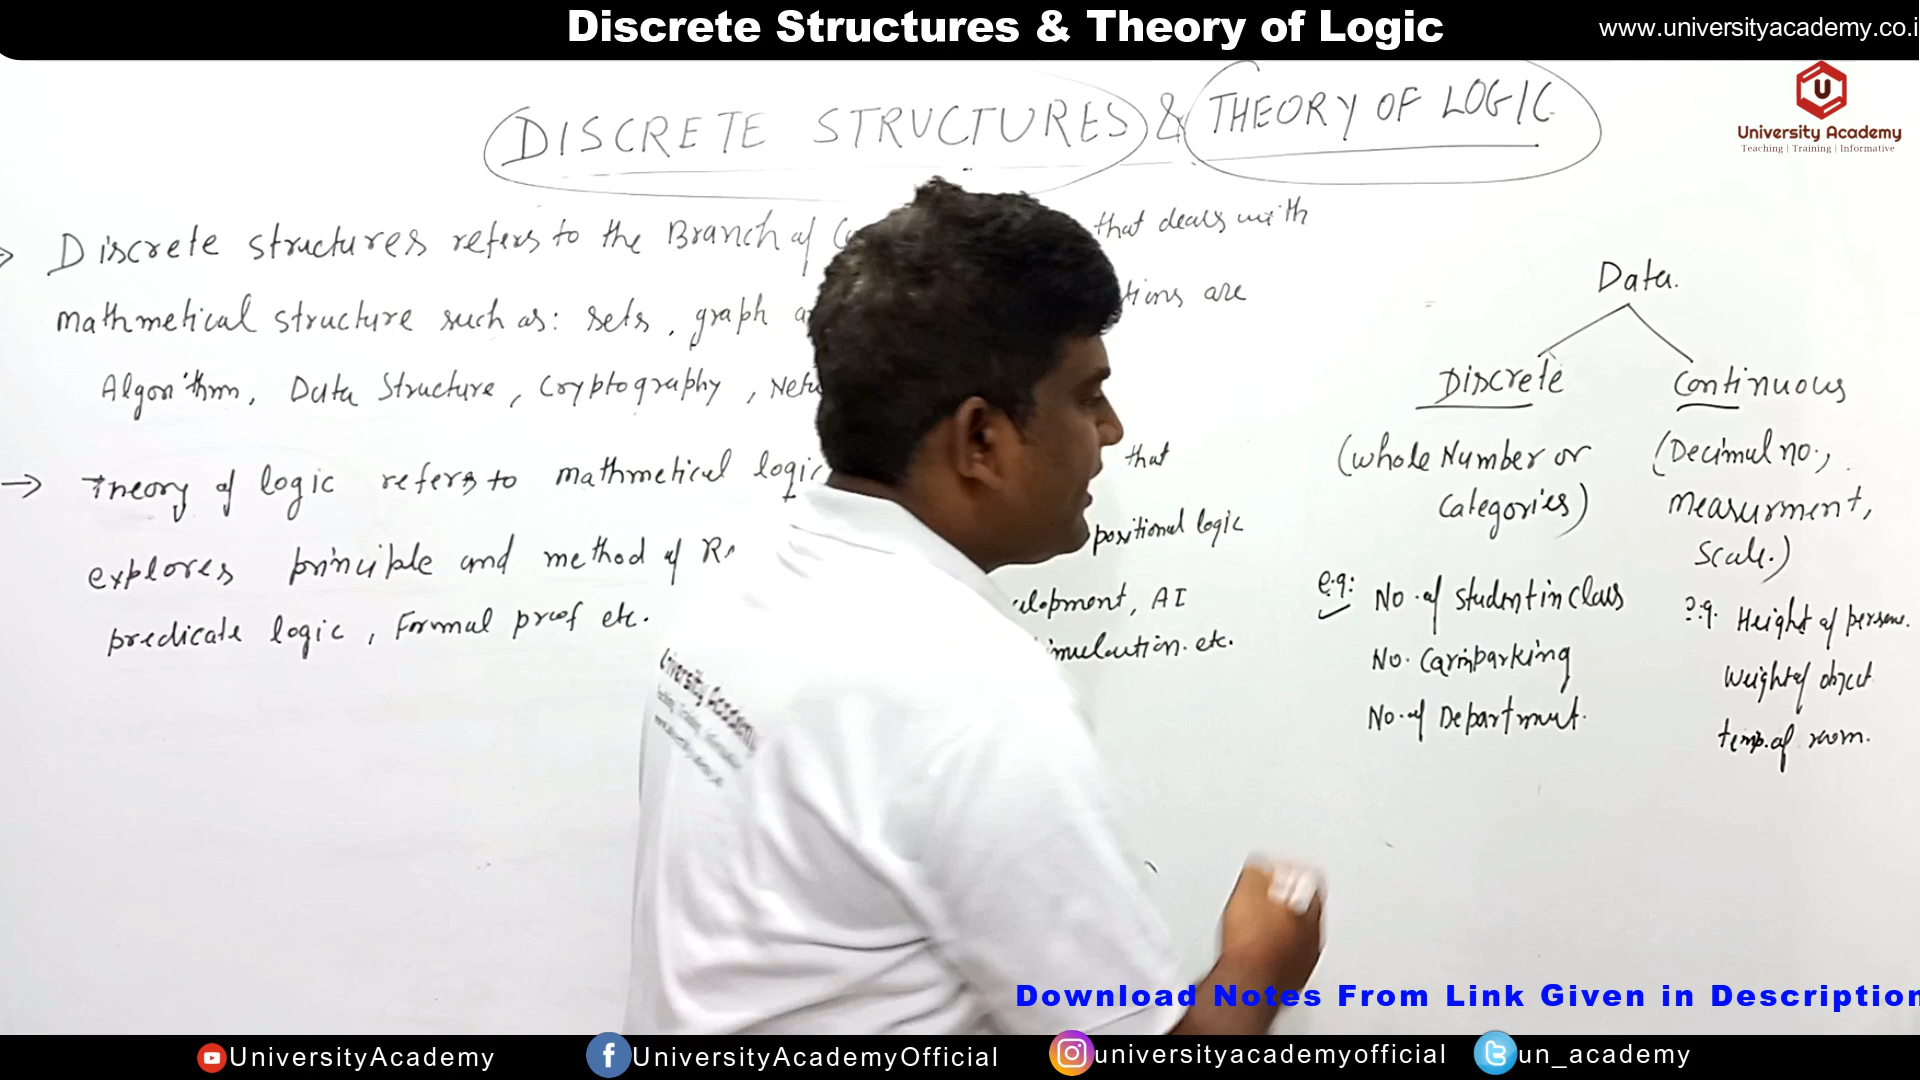 Discrete Structures & Theory of Logic
www.universityacademy.co.i
University Academy
Teaching | Training | Informative
DISCRETE STRUCTURES & THEORY OF LOGIC
Discrete structures refers to the Branch of that deals with
mathmetical structure such as: sets, graph are
Algorithm, Data Structure, Cryptography,
→ Theory of logic refers to mathmetical logic that
explores principle and method of positional logic
predicate logic, Formal proof etc.
elopment, AI
imulation. etc.
Data.
Discrete Continuous
(whole Number or
Categories)
(Decimal no.,
measurment,
scale.)
e.g: No. of student in class
No. Car in parking
No. of Department.
e.g. Height of person.
Weight of object
temp. of room.
University Academy
Download Notes From Link Given in Description
UniversityAcademy
UniversityAcademyOfficial
universityacademyofficial
un_academy